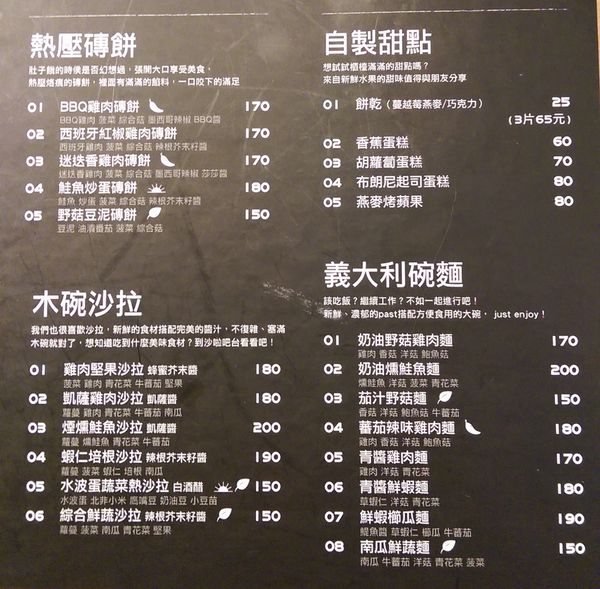 熱壓磚餅
肚子餓的時侯是否幻想過，張開大口享受美食，
熱壓烙痕的磚餅，裡面有滿滿的餡料，一口咬下的滿足
01 BBQ雞肉磚餅 170
BBQ雞肉 菠菜 綜合菇 墨西哥辣椒 BBQ醬
02 西班牙紅椒雞肉磚餅 170
西班牙雞肉 菠菜 綜合菇 辣根芥末籽醬
03 迷迭香雞肉磚餅 170
迷迭香雞肉 菠菜 綜合菇 墨西哥辣椒 莎莎醬
04 鮭魚炒蛋磚餅 180
鮭魚 炒蛋 菠菜 綜合菇 辣根芥末籽醬
05 野菇豆泥磚餅 150
豆泥 油漬番茄 菠菜 綜合菇
木碗沙拉
我們也很喜歡沙拉，新鮮的食材搭配完美的醬汁，不復雜、塞滿
木碗就對了，想知道吃到什麼美味食材？到沙啦吧台看看吧！
01 雞肉堅果沙拉 蜂蜜芥末醬 180
菠菜 雞肉 青花菜 牛蕃茄 堅果
02 凱薩雞肉沙拉 凱薩醬 180
蘿蔓 雞肉 青花菜 牛蕃茄 南瓜
03 煙燻鮭魚沙拉 凱薩醬 200
蘿蔓 燻鮭魚 青花菜 牛蕃茄
04 蝦仁培根沙拉 辣根芥末籽醬 190
蘿蔓 菠菜 蝦仁 培根 南瓜
05 水波蛋蔬菜熱沙拉 白酒醋 150
水波蛋 北非小米 鷹嘴豆 奶油豆 小豆苗
06 綜合鮮蔬沙拉 辣根芥末籽醬 150
蘿蔓 菠菜 南瓜 青花菜 堅果
自製甜點
想試試櫃檯滿滿的甜點嗎？
來自新鮮水果的甜味值得與朋友分享
01 餅乾（蔓越莓燕麥/巧克力） 25
(3片65元)
02 香蕉蛋糕 60
03 胡蘿蔔蛋糕 70
04 布朗尼起司蛋糕 80
05 燕麥烤蘋果 80
義大利碗麵
該吃飯？繼續工作？不如一起進行吧！
新鮮、濃郁的past搭配方便食用的大碗， just enjoy！
01 奶油野菇雞肉麵 170
雞肉 香菇 洋菇 鮑魚菇
02 奶油燻鮭魚麵 200
燻鮭魚 洋菇 菠菜 青花菜
03 茄汁野菇麵 150
香菇 洋菇 鮑魚菇 牛蕃茄
04 蕃茄辣味雞肉麵 180
雞肉 香菇 洋菇 鮑魚菇
05 青醬雞肉麵 170
雞肉 洋菇 青花菜
06 青醬鮮蝦麵 180
草蝦仁 洋菇 青花菜
07 鮮蝦櫛瓜麵 190
鯷魚醬 草蝦仁 櫛瓜 牛蕃茄
08 南瓜鮮蔬麵 150
南瓜 牛蕃茄 洋菇 青花菜 菠菜